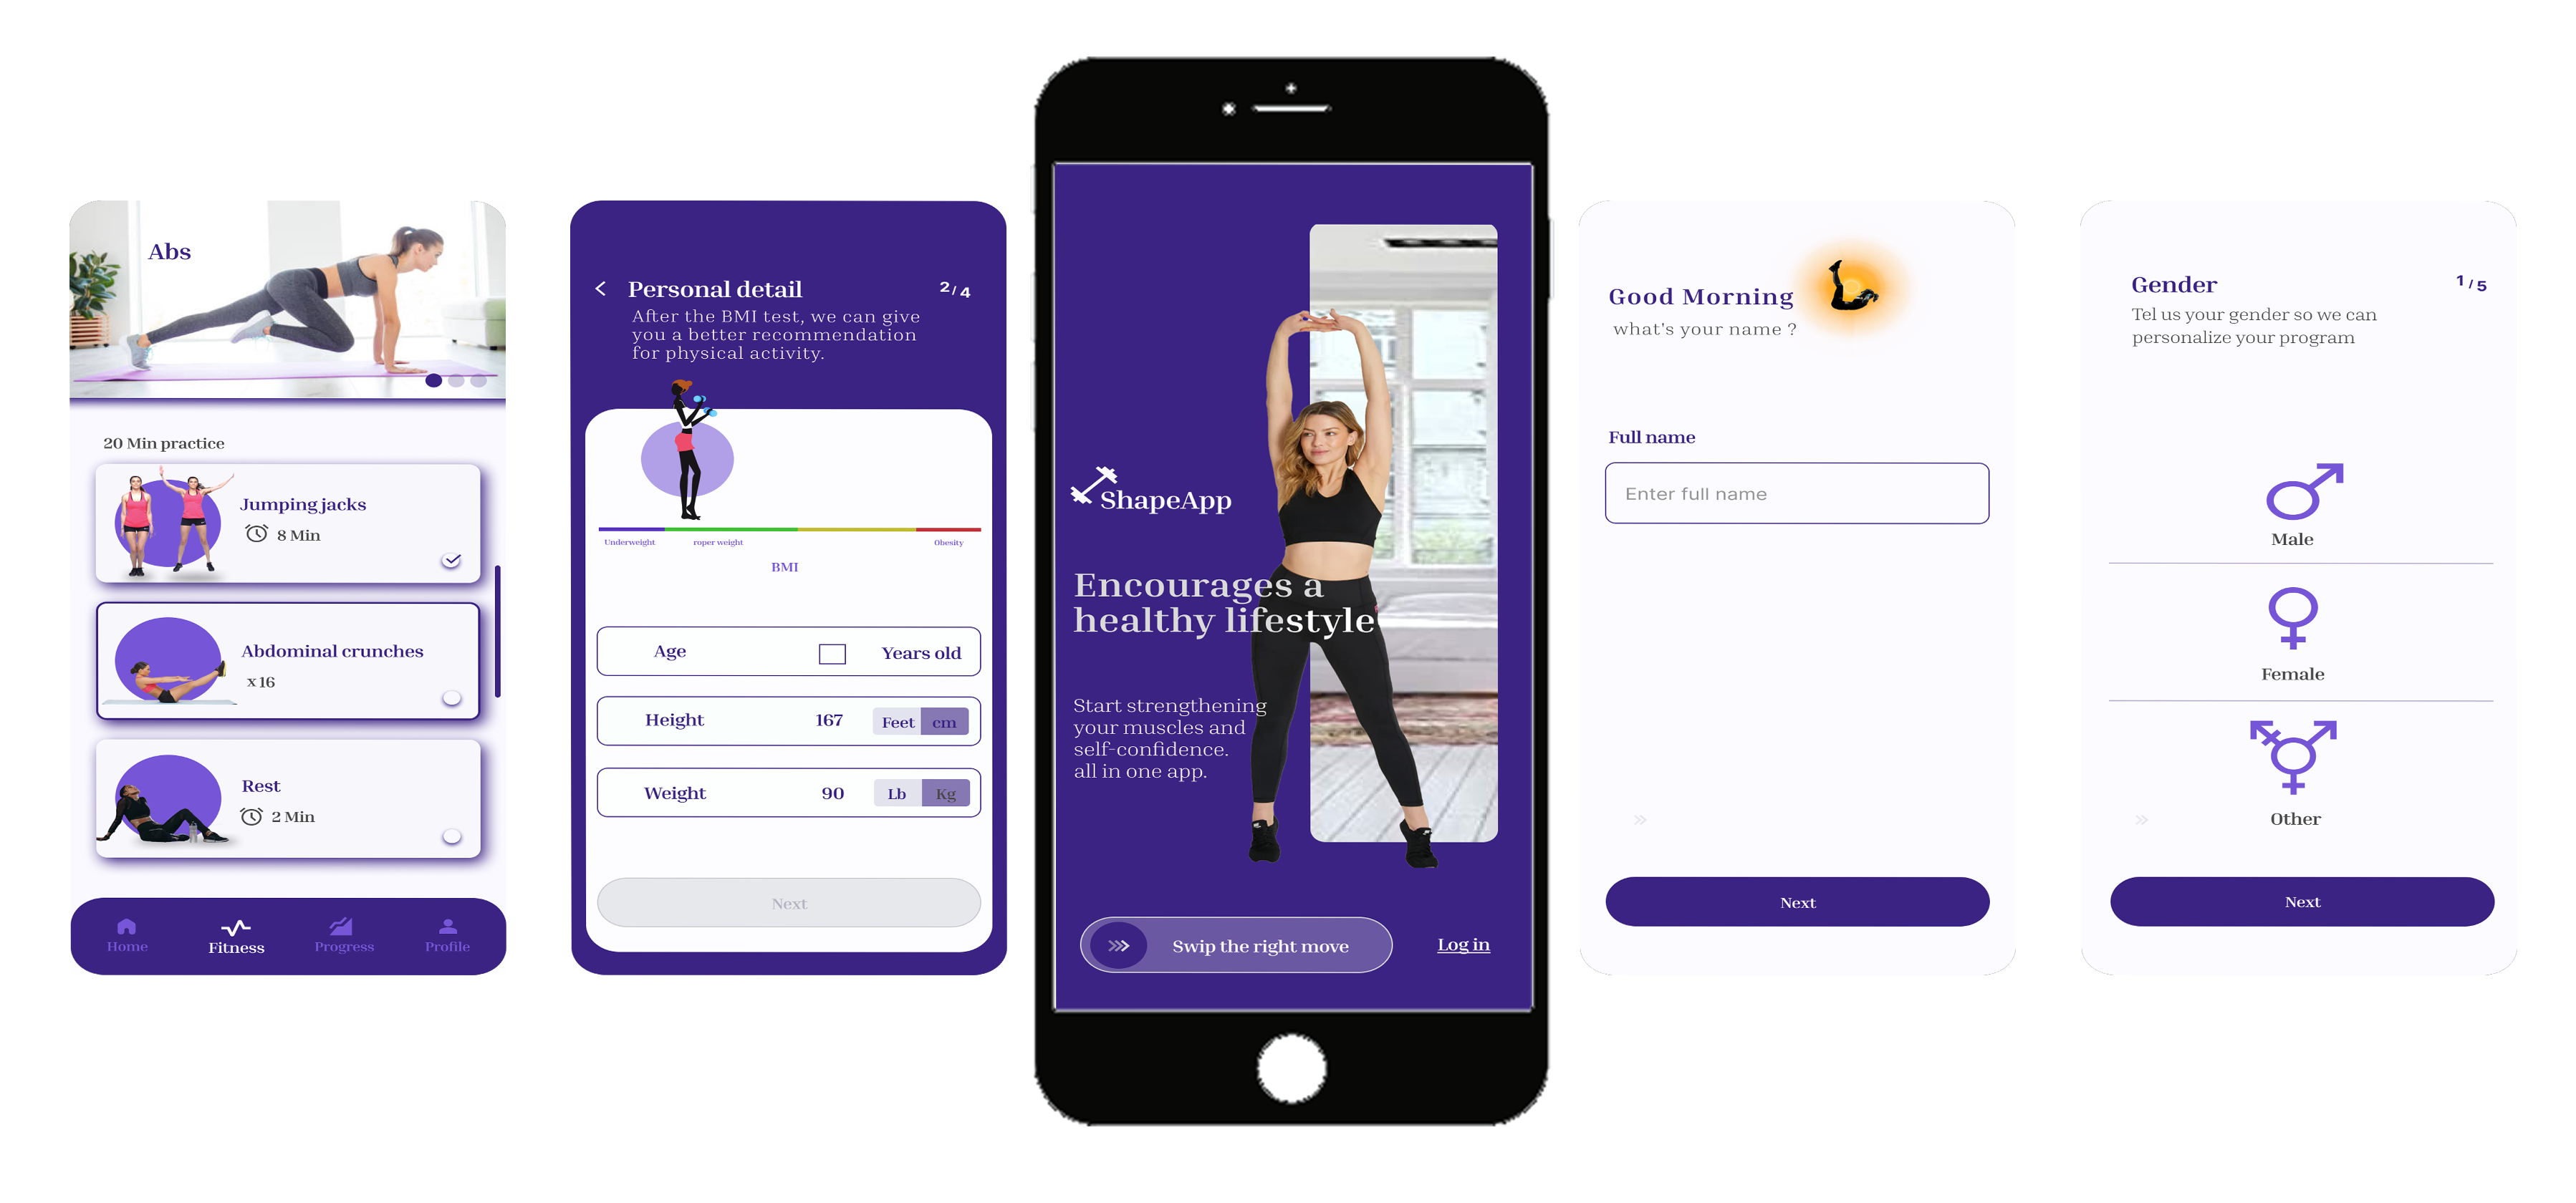 Abs
20 Min practice
Jumping jacks
8 Min
Abdominal crunches
x 16
Rest
2 Min
Home
Fitness
Progress
Profile
Personal detail
2 / 4
After the BMI test, we can give
you a better recommendation
for physical activity.
Underweight
roper weight
Obesity
BMI
Age
Years old
Height
167
Feet
cm
Weight
90
Lb
Kg
Next
ShapeApp
Encourages a
healthy lifestyle
Start strengthening
your muscles and
self-confidence.
all in one app.
Swip the right move
Log in
Good Morning
what's your name ?
Full name
Enter full name
Next
Gender
1 / 5
Tel us your gender so we can
personalize your program
Male
Female
Other
Next